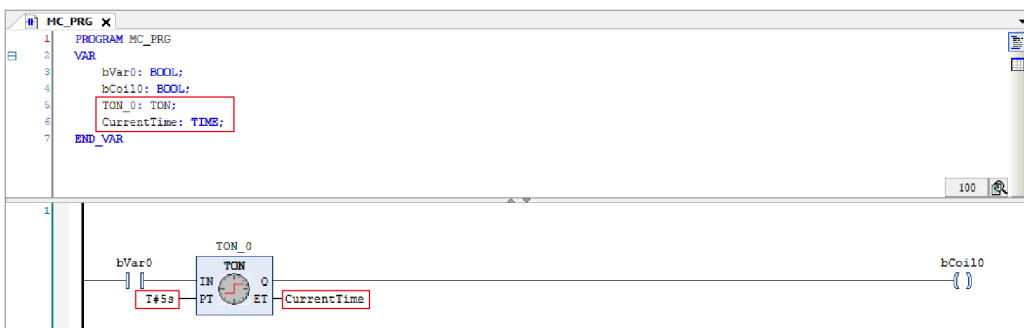 MC_PRG
1 PROGRAM MC_PRG
2 VAR
3 bVar0: BOOL;
4 bCoil0: BOOL;
5 TON_0: TON;
6 CurrentTime: TIME;
7 END_VAR
100
1
TON_0
bVar0 TON bCoil0
IN Q
T#5s PT ET CurrentTime